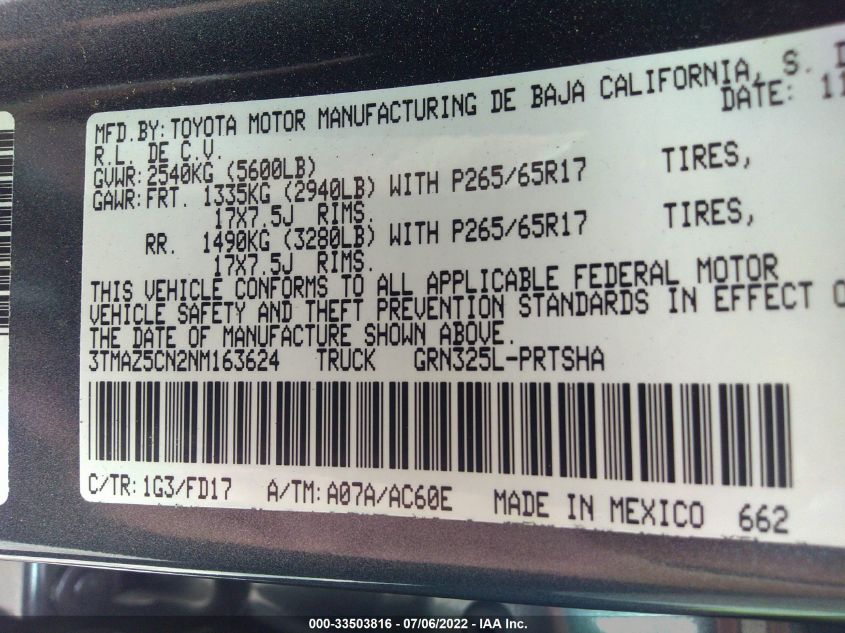 MFD.BY: TOYOTA MOTOR MANUFACTURING DE BAJA CALIFORNIA, S. D
R.L. DE C.V. DATE: 11
GVWR: 2540KG (5600LB)
GAWR: FRT. 1335KG (2940LB) WITH P265/65R17 TIRES,
17X7.5J RIMS.
RR. 1490KG (3280LB) WITH P265/65R17 TIRES,
17X7.5J RIMS.
THIS VEHICLE CONFORMS TO ALL APPLICABLE FEDERAL MOTOR
VEHICLE SAFETY AND THEFT PREVENTION STANDARDS IN EFFECT O
THE DATE OF MANUFACTURE SHOWN ABOVE.
3TMAZ5CN2NM163624 TRUCK GRN325L-PRTSHA
C/TR: 1G3/FD17 A/TM: A07A/AC60E MADE IN MEXICO 662
000-33503816 - 07/06/2022 - IAA Inc.